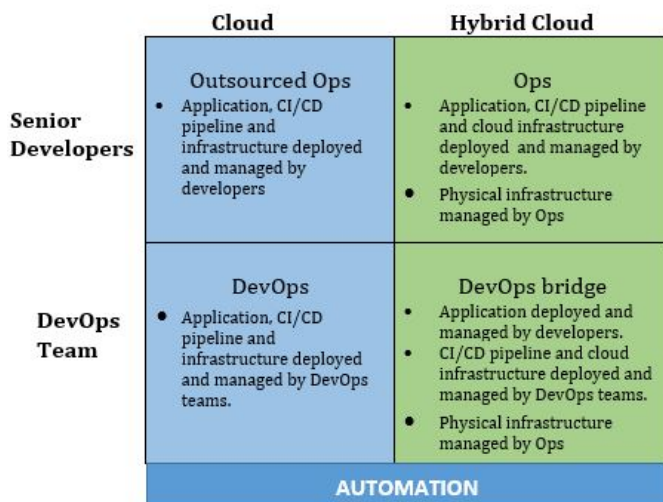 Cloud
Hybrid Cloud
Senior
Developers
Outsourced Ops
• Application, CI/CD
pipeline and
infrastructure deployed
and managed by
developers
Ops
• Application, CI/CD pipeline
and cloud infrastructure
deployed and managed by
developers.
• Physical infrastructure
managed by Ops
DevOps
Team
DevOps
• Application, CI/CD
pipeline and
infrastructure deployed
and managed by DevOps
teams.
DevOps bridge
• Application deployed and
managed by developers.
• CI/CD pipeline and cloud
infrastructure deployed and
managed by DevOps teams.
• Physical infrastructure
managed by Ops
AUTOMATION